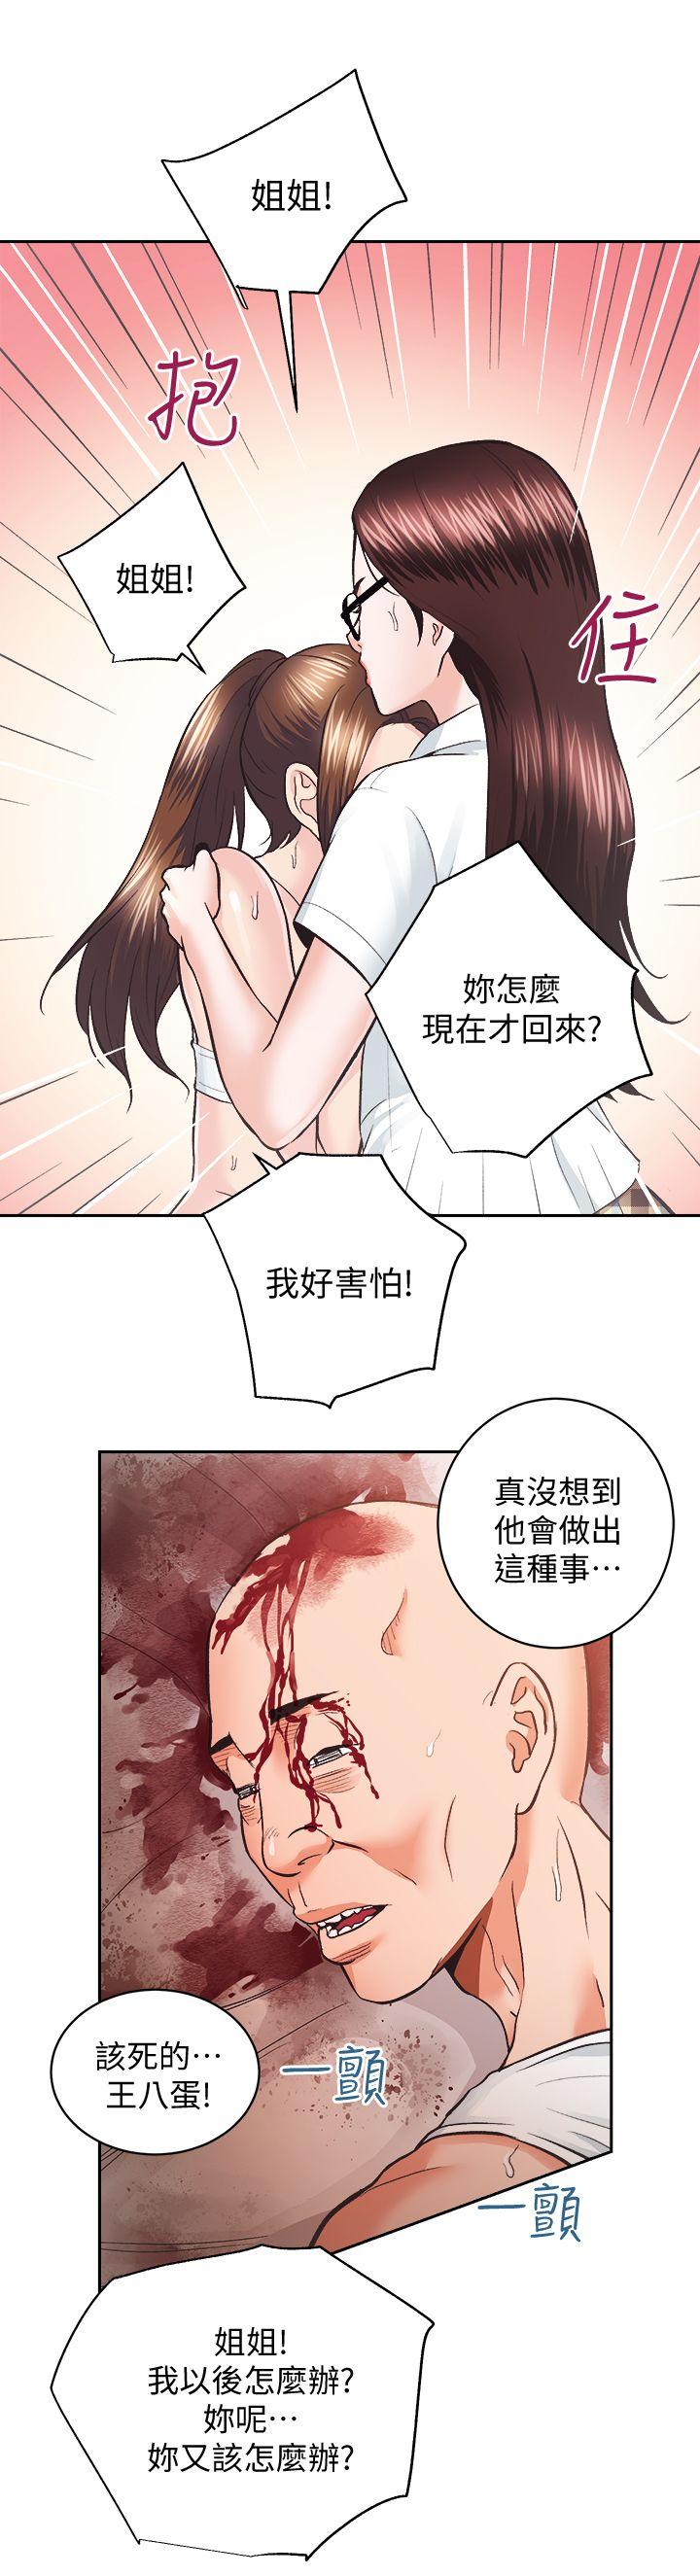 姐姐!
抱
姐姐!
住
妳怎麼
現在才回來?
我好害怕!
真沒想到
他會做出
這種事…
該死的…
王八蛋!
一顫
一顫
姐姐!
我以後怎麼辦?
妳呢…
妳又該怎麼辦?